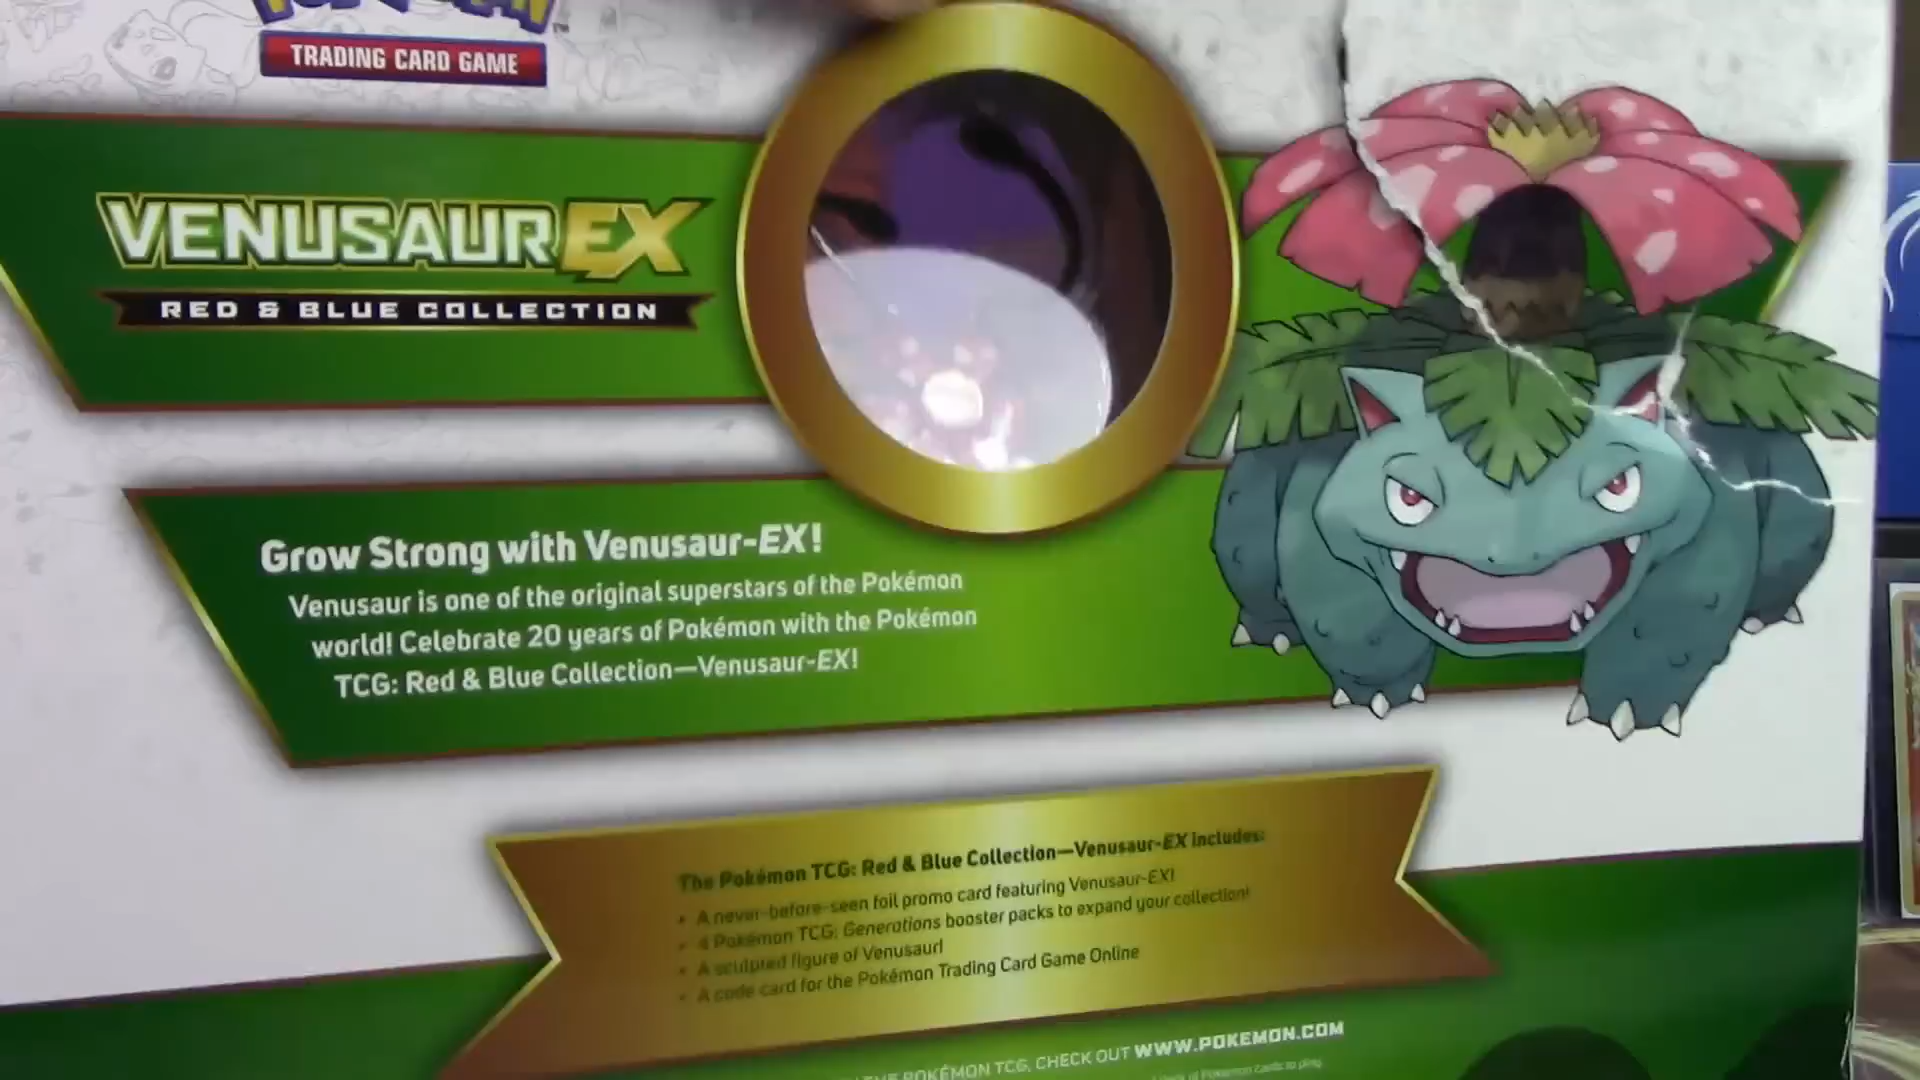 TRADING CARD GAME
VENUSAUR EX
RED & BLUE COLLECTION
Grow Strong with Venusaur-EX!
Venusaur is one of the original superstars of the Pokémon
world! Celebrate 20 years of Pokémon with the Pokémon
TCG: Red & Blue Collection—Venusaur-EX!
The Pokémon TCG: Red & Blue Collection—Venusaur-EX includes:
• A never-before-seen foil promo card featuring Venusaur-EX!
• 4 Pokémon TCG: Generations booster packs to expand your collection!
• A sculpted figure of Venusaur!
• A code card for the Pokémon Trading Card Game Online
POKÉMON TCG, CHECK OUT WWW.POKEMON.COM